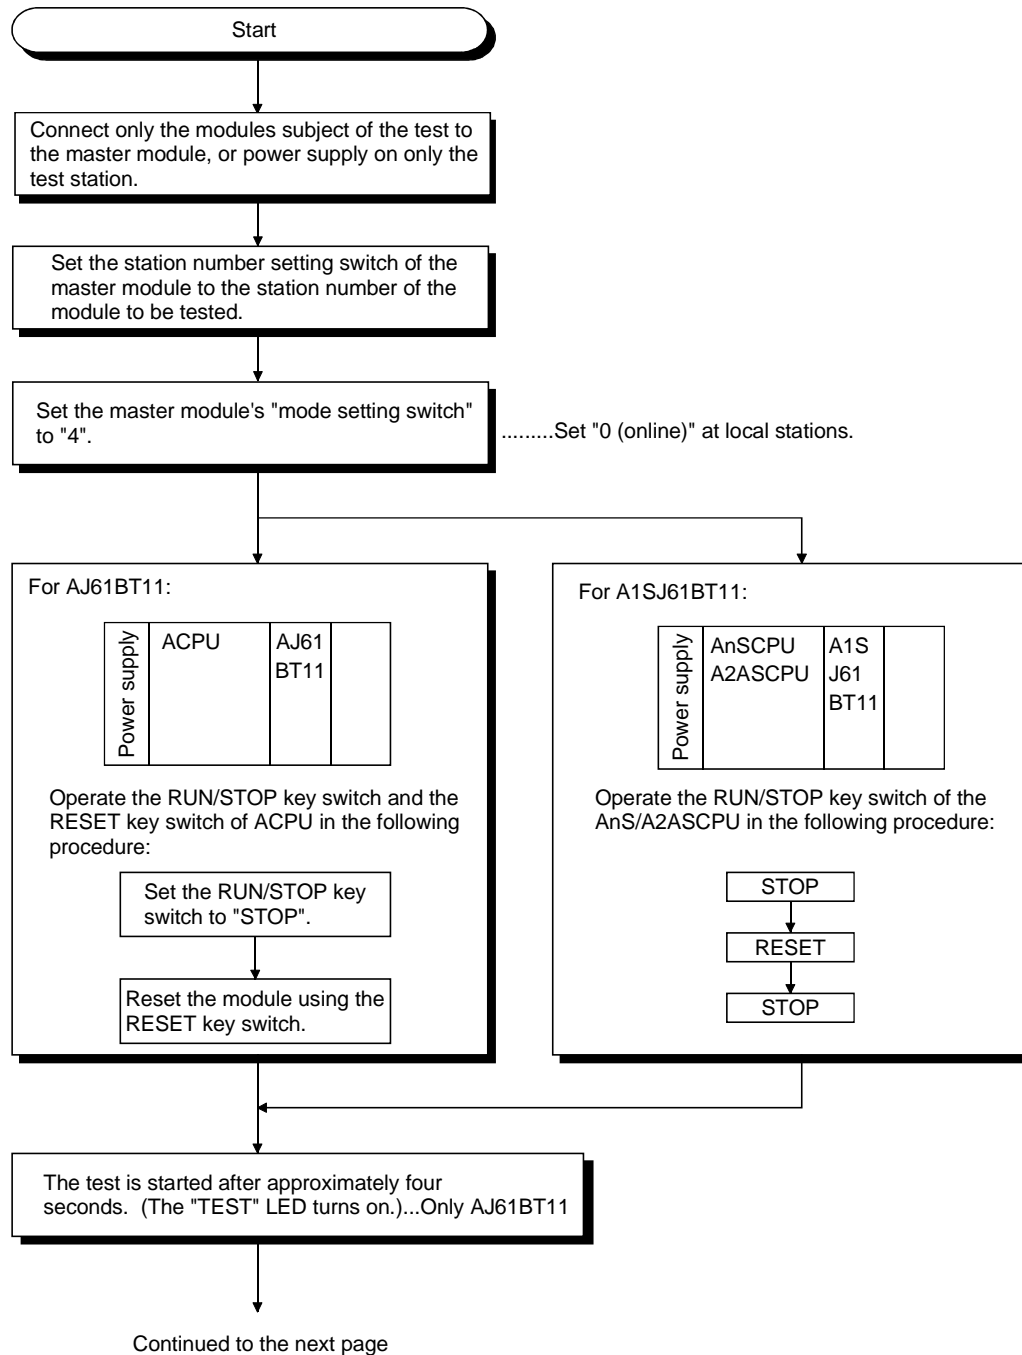 Start
Connect only the modules subject of the test to
the master module, or power supply on only the
test station.
Set the station number setting switch of the
master module to the station number of the
module to be tested.
Set the master module's "mode setting switch"
to "4".
.........Set "0 (online)" at local stations.
For AJ61BT11:
Power supply
ACPU
AJ61
BT11
Operate the RUN/STOP key switch and the
RESET key switch of ACPU in the following
procedure:
Set the RUN/STOP key
switch to "STOP".
Reset the module using the
RESET key switch.
For A1SJ61BT11:
Power supply
AnSCPU
A2ASCPU
A1S
J61
BT11
Operate the RUN/STOP key switch of the
AnS/A2ASCPU in the following procedure:
STOP
RESET
STOP
The test is started after approximately four
seconds.  (The "TEST" LED turns on.)...Only AJ61BT11
Continued to the next page